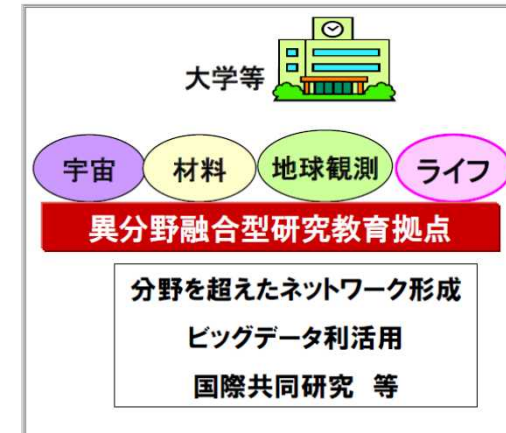 大学等
宇宙
材料
地球観測
ライフ
異分野融合型研究教育拠点
分野を超えたネットワーク形成
ビッグデータ利活用
国際共同研究 等